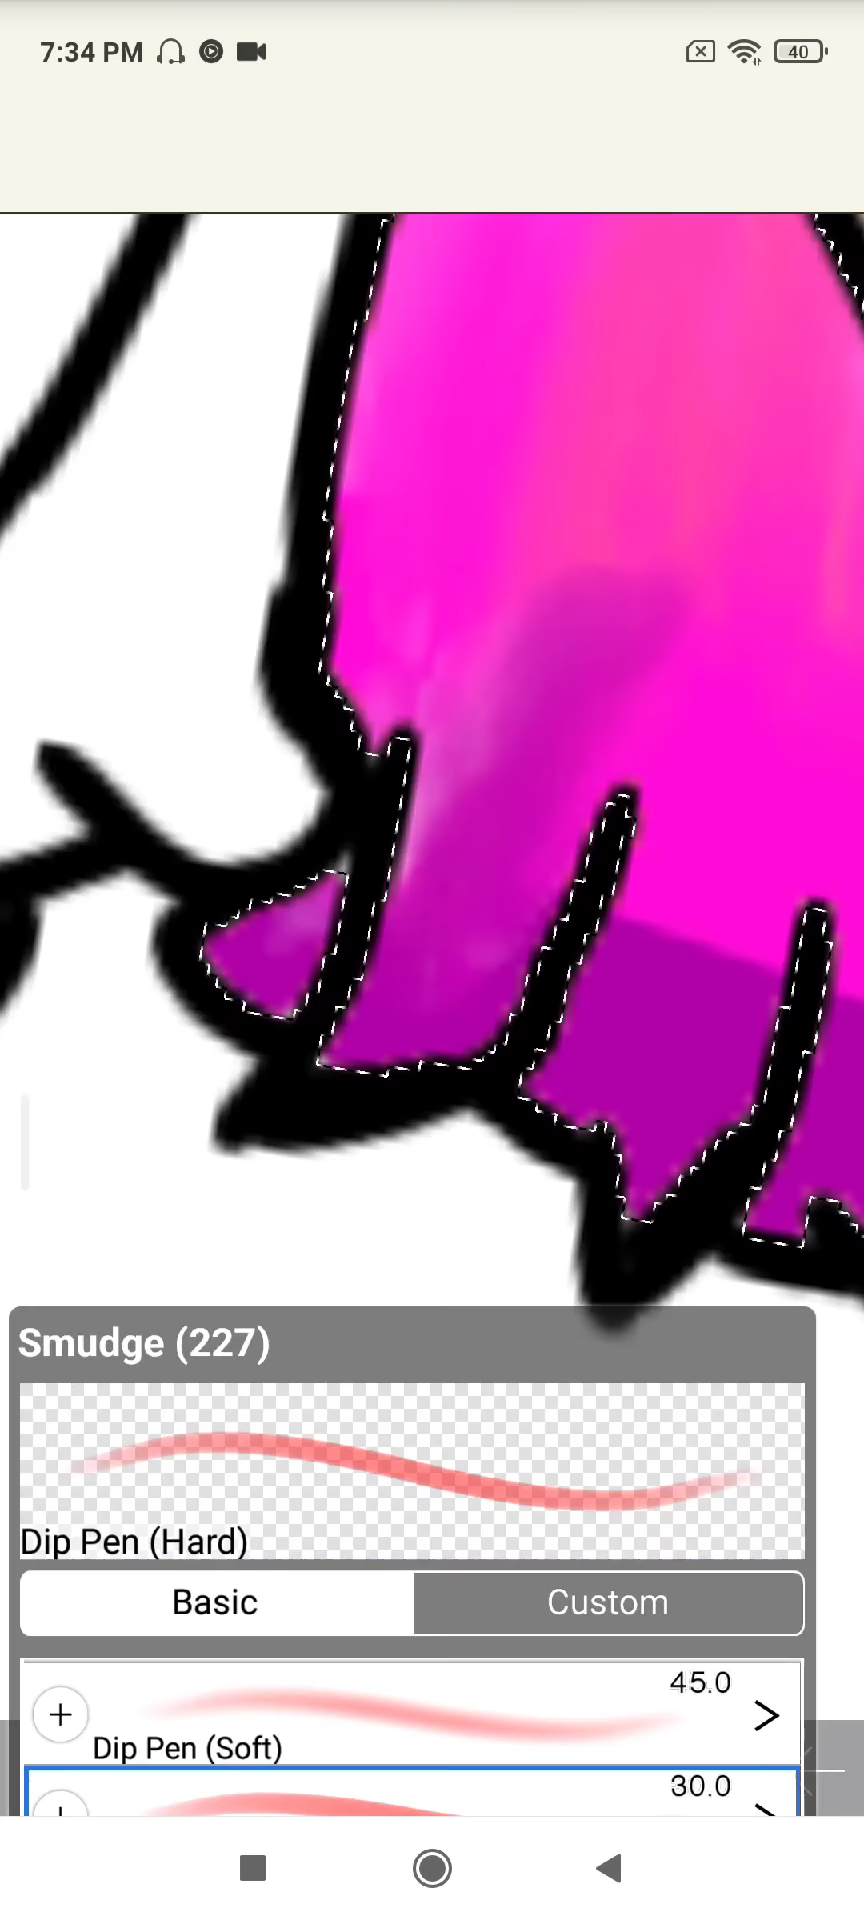 7:34 PM
40
Smudge (227)
Dip Pen (Hard)
Basic
Custom
45.0
+
>
Dip Pen (Soft)
30.0